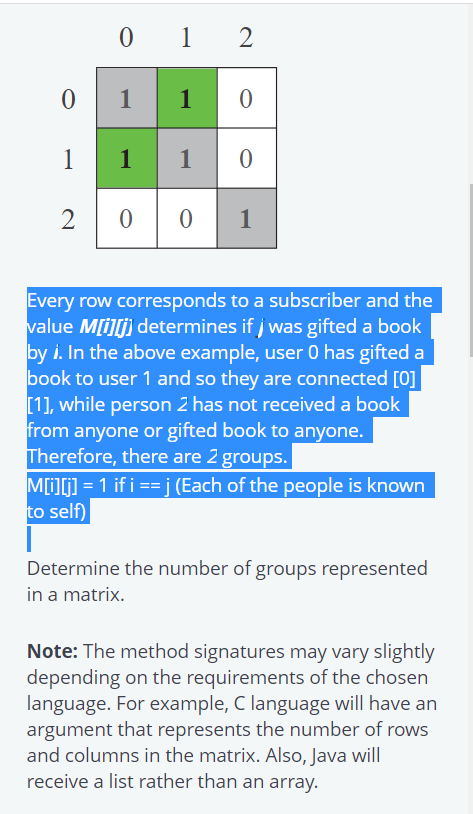 0 1 2
0 1 1 0
1 1 1 0
2 0 0 1
Every row corresponds to a subscriber and the
value M[i][j] determines if j was gifted a book
by i. In the above example, user 0 has gifted a
book to user 1 and so they are connected [0]
[1], while person 2 has not received a book
from anyone or gifted book to anyone.
Therefore, there are 2 groups.
M[i][j] = 1 if i == j (Each of the people is known
to self)
Determine the number of groups represented
in a matrix.
Note: The method signatures may vary slightly
depending on the requirements of the chosen
language. For example, C language will have an
argument that represents the number of rows
and columns in the matrix. Also, Java will
receive a list rather than an array.